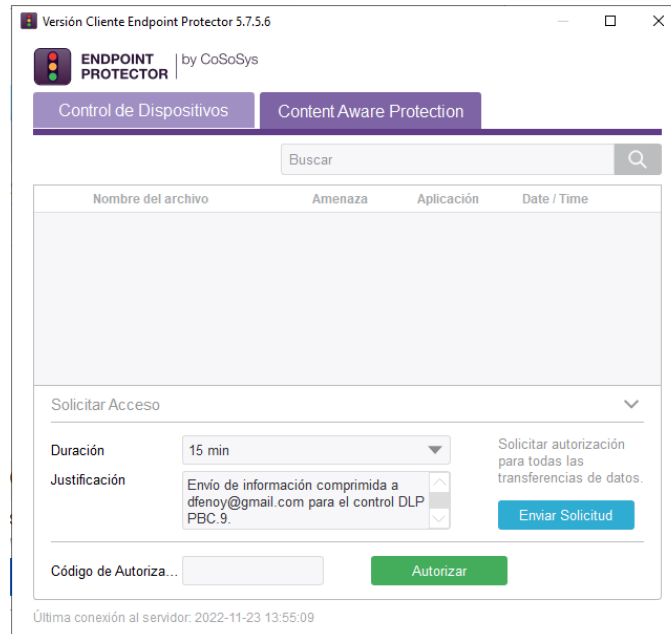 Versión Cliente Endpoint Protector 5.7.5.6
ENDPOINT PROTECTOR | by CoSoSys
Control de Dispositivos
Content Aware Protection
Buscar
Nombre del archivo Amenaza Aplicación Date / Time
Solicitar Acceso
Duración
15 min
Justificación
Envío de información comprimida a
dfenoy@gmail.com para el control DLP
PBC.9.
Solicitar autorización
para todas las
transferencias de datos.
Enviar Solicitud
Código de Autoriza...
Autorizar
Última conexión al servidor: 2022-11-23 13:55:09